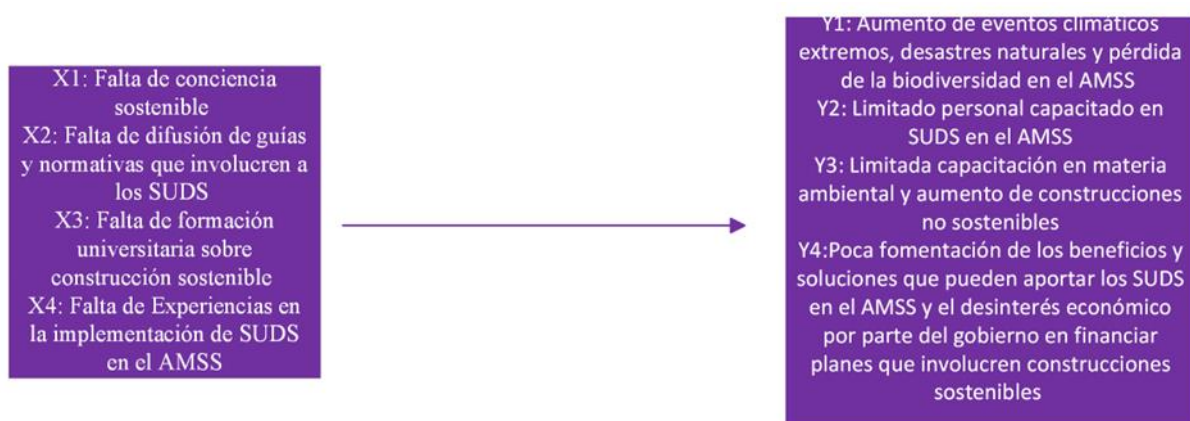 X1: Falta de conciencia
sostenible
X2: Falta de difusión de guías
y normativas que involucren a
los SUDS
X3: Falta de formación
universitaria sobre
construcción sostenible
X4: Falta de Experiencias en
la implementación de SUDS
en el AMSS
Y1: Aumento de eventos climáticos
extremos, desastres naturales y pérdida
de la biodiversidad en el AMSS
Y2: Limitado personal capacitado en
SUDS en el AMSS
Y3: Limitada capacitación en materia
ambiental y aumento de construcciones
no sostenibles
Y4:Poca fomentación de los beneficios y
soluciones que pueden aportar los SUDS
en el AMSS y el desinterés económico
por parte del gobierno en financiar
planes que involucren construcciones
sostenibles